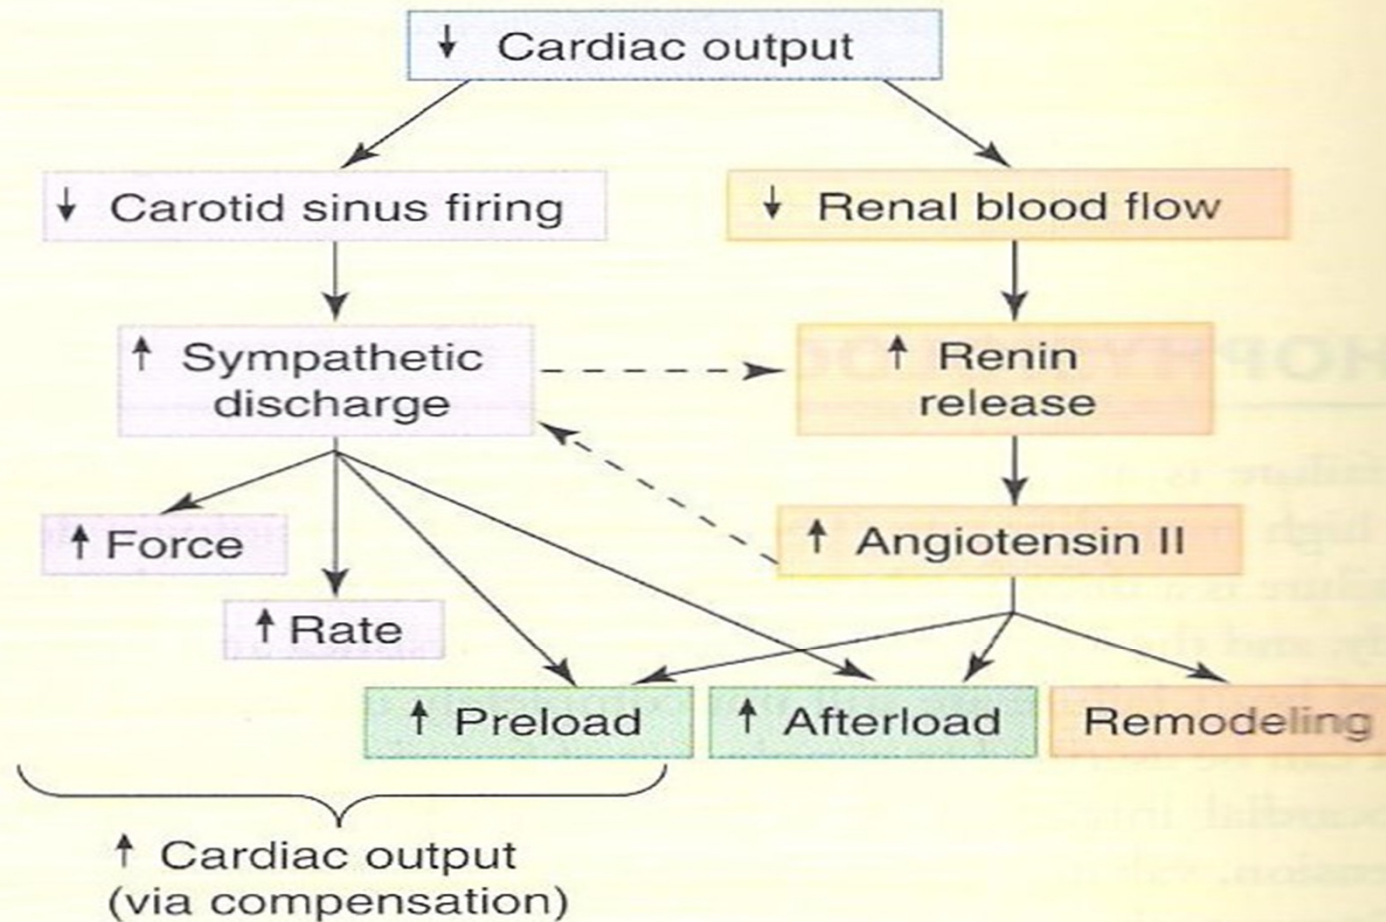 ↓ Cardiac output
↓ Carotid sinus firing
↓ Renal blood flow
↑ Sympathetic
discharge
↑ Renin
release
↑ Force
↑ Angiotensin II
↑ Rate
↑ Preload
↑ Afterload
Remodeling
↑ Cardiac output
(via compensation)